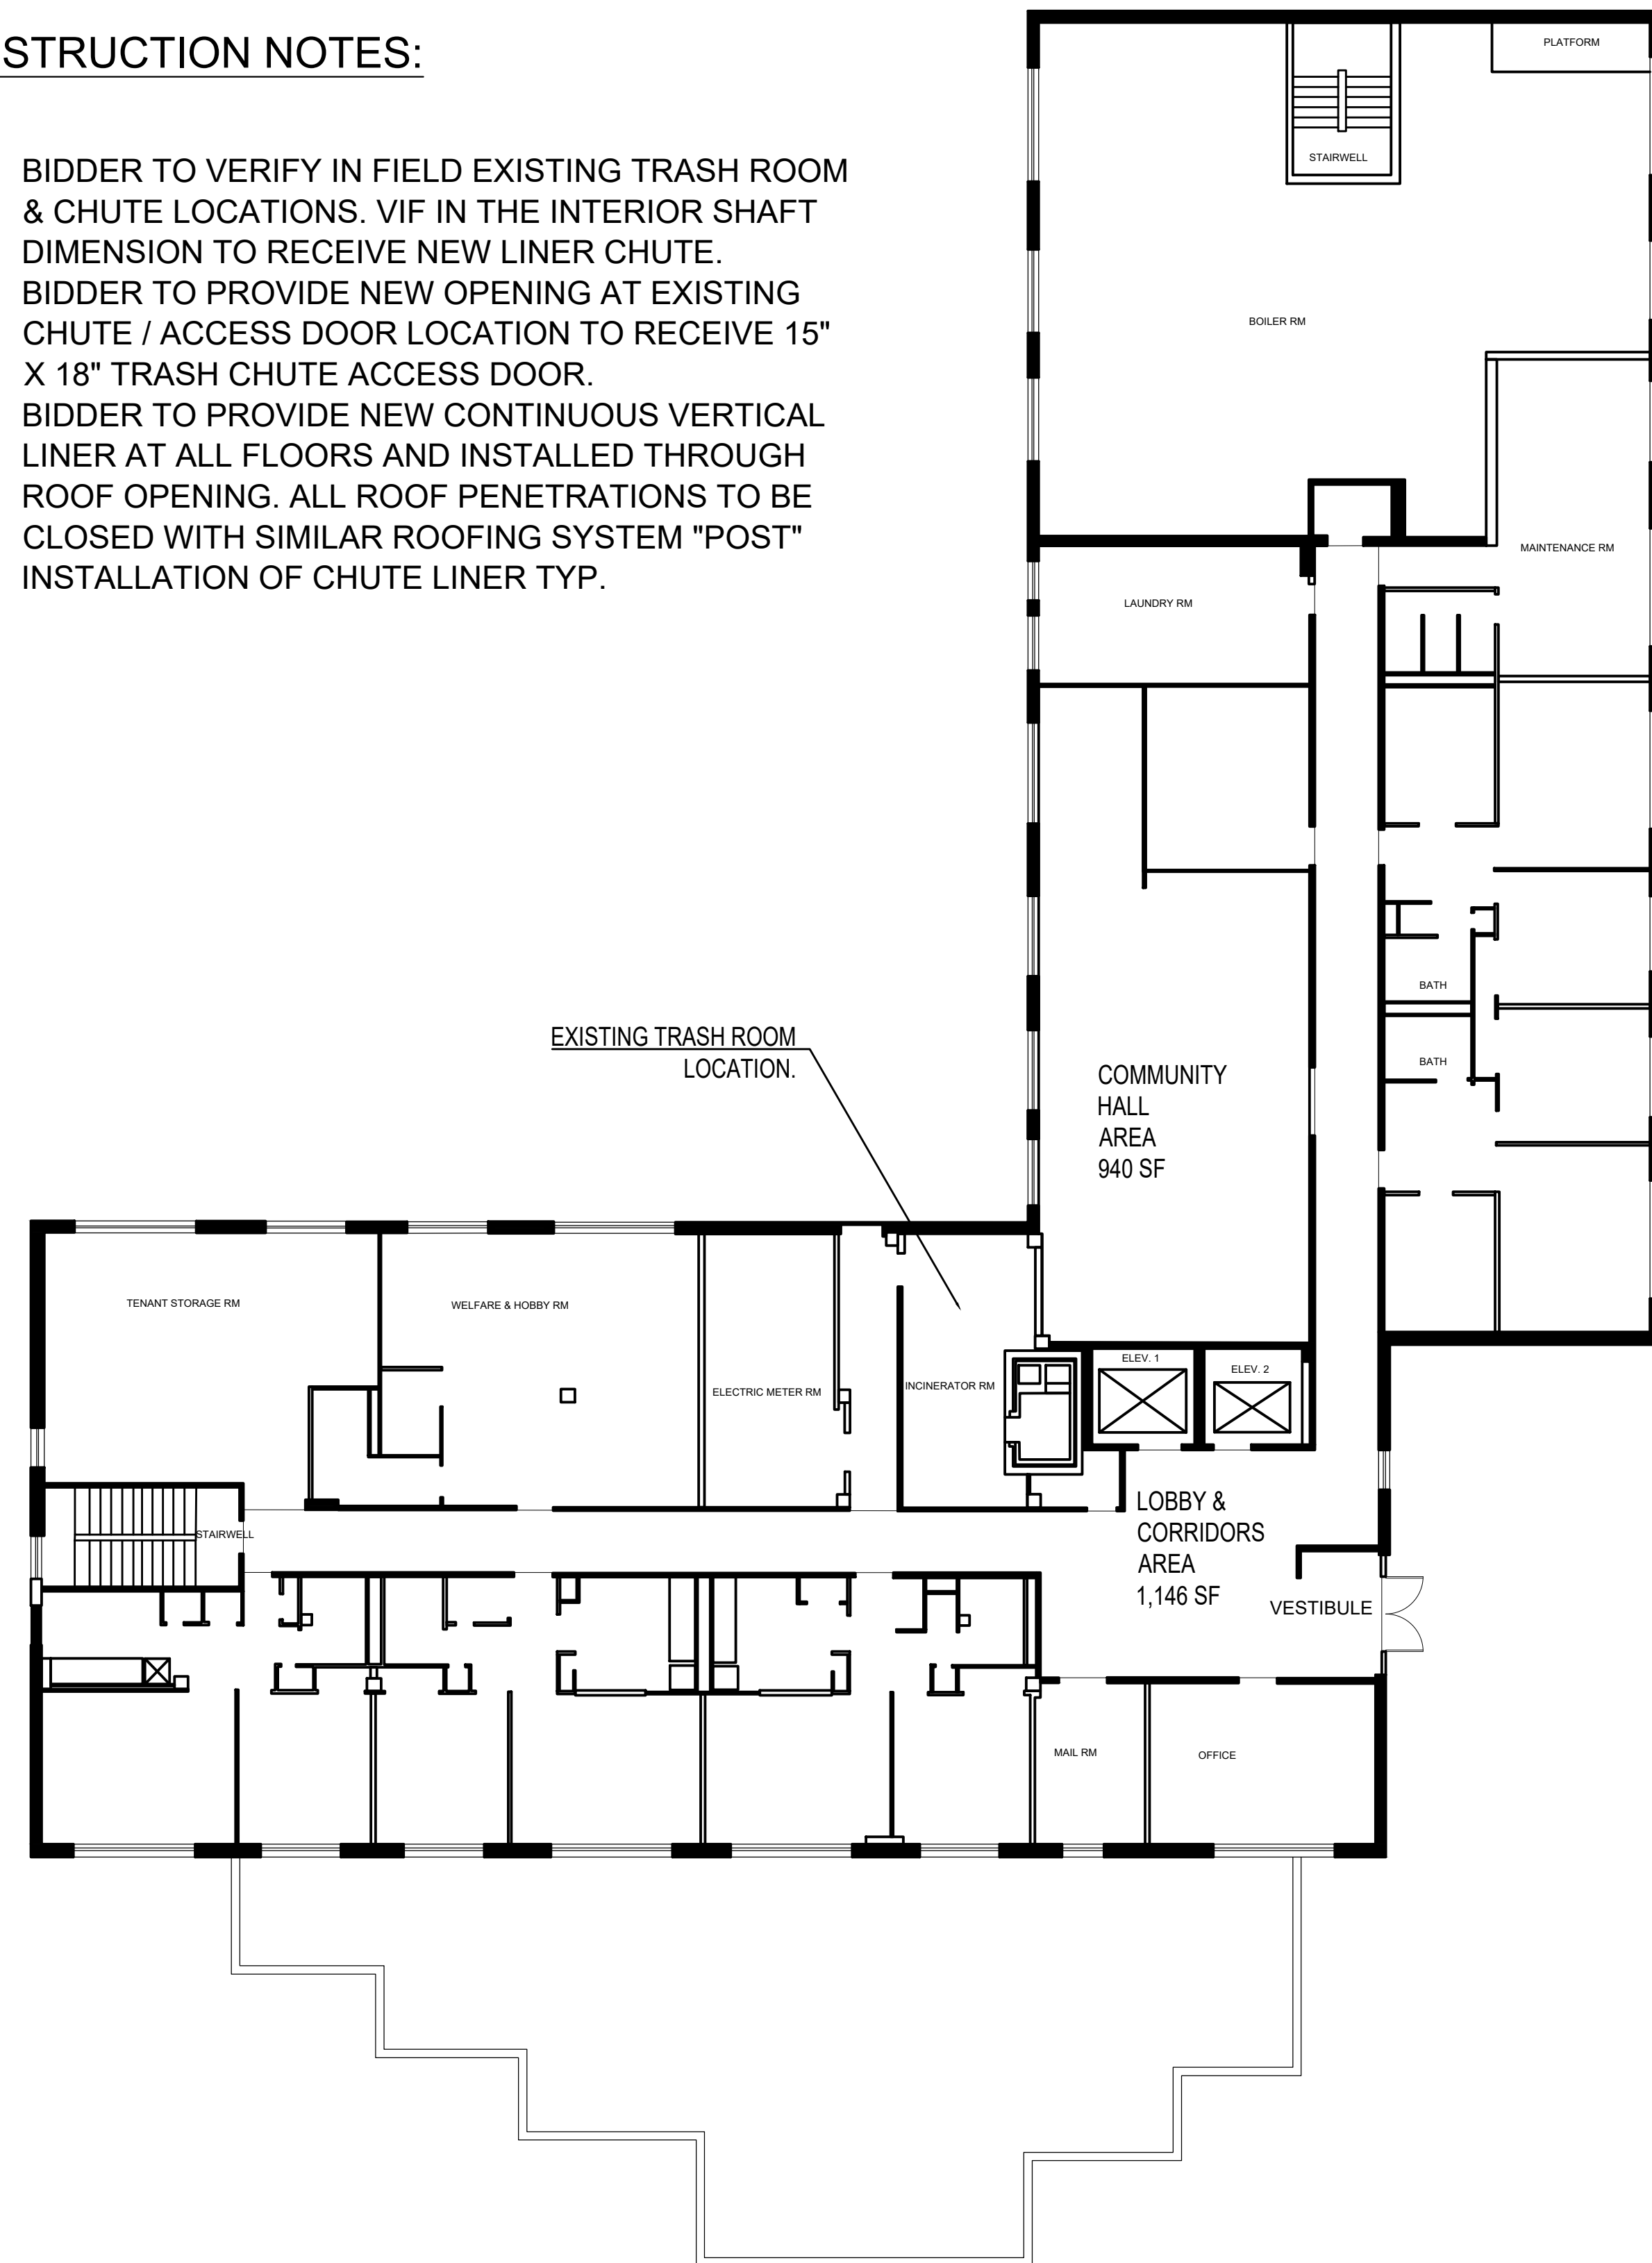 STRUCTION NOTES:
BIDDER TO VERIFY IN FIELD EXISTING TRASH ROOM
& CHUTE LOCATIONS. VIF IN THE INTERIOR SHAFT
DIMENSION TO RECEIVE NEW LINER CHUTE.
BIDDER TO PROVIDE NEW OPENING AT EXISTING
CHUTE / ACCESS DOOR LOCATION TO RECEIVE 15"
X 18" TRASH CHUTE ACCESS DOOR.
BIDDER TO PROVIDE NEW CONTINUOUS VERTICAL
LINER AT ALL FLOORS AND INSTALLED THROUGH
ROOF OPENING. ALL ROOF PENETRATIONS TO BE
CLOSED WITH SIMILAR ROOFING SYSTEM "POST"
INSTALLATION OF CHUTE LINER TYP.
PLATFORM
STAIRWELL
BOILER RM
MAINTENANCE RM
LAUNDRY RM
BATH
BATH
EXISTING TRASH ROOM
LOCATION.
COMMUNITY
HALL
AREA
940 SF
TENANT STORAGE RM
WELFARE & HOBBY RM
ELECTRIC METER RM
INCINERATOR RM
ELEV. 1
ELEV. 2
STAIRWELL
LOBBY &
CORRIDORS
AREA
1,146 SF
VESTIBULE
MAIL RM
OFFICE